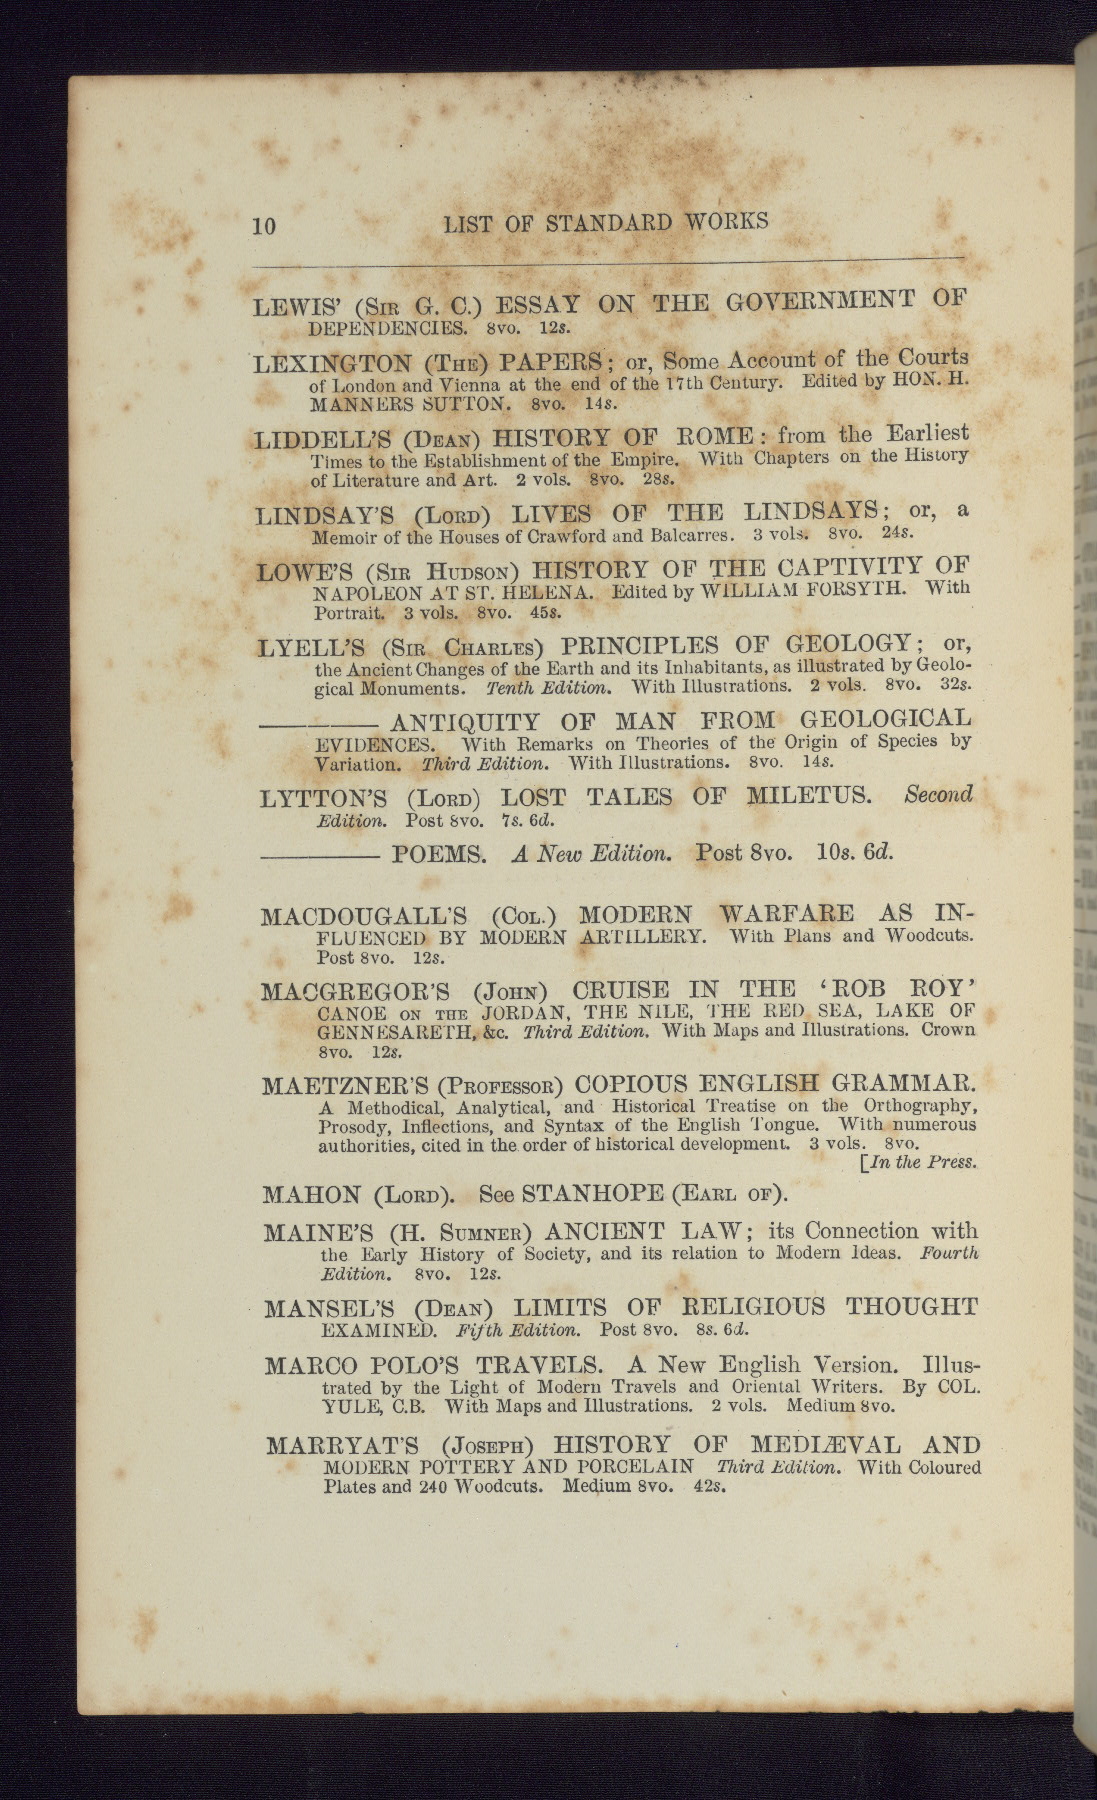 10 LIST OF STANDARD WORKS
LEWIS' (SIR G. C.) ESSAY ON THE GOVERNMENT OF
DEPENDENCIES. 8vo. 12s.
LEXINGTON (THE) PAPERS; or, Some Account of the Courts
of London and Vienna at the end of the 17th Century. Edited by HON. H.
MANNERS SUTTON. 8vo. 14s.
LIDDELL'S (DEAN) HISTORY OF ROME: from the Earliest
Times to the Establishment of the Empire. With Chapters on the History
of Literature and Art. 2 vols. 8vo. 28s.
LINDSAY'S (LORD) LIVES OF THE LINDSAYS; or, a
Memoir of the Houses of Crawford and Balcarres. 3 vols. 8vo. 24s.
LOWE'S (SIR HUDSON) HISTORY OF THE CAPTIVITY OF
NAPOLEON AT ST. HELENA. Edited by WILLIAM FORSYTH. With
Portrait. 3 vols. 8vo. 45s.
LYELL'S (SIR CHARLES) PRINCIPLES OF GEOLOGY; or,
the Ancient Changes of the Earth and its Inhabitants, as illustrated by Geolo-
gical Monuments. Tenth Edition. With Illustrations. 2 vols. 8vo. 32s.
———— ANTIQUITY OF MAN FROM GEOLOGICAL
EVIDENCES. With Remarks on Theories of the Origin of Species by
Variation. Third Edition. With Illustrations. 8vo. 14s.
LYTTON'S (LORD) LOST TALES OF MILETUS. Second
Edition. Post 8vo. 7s. 6d.
———— POEMS. A New Edition. Post 8vo. 10s. 6d.
MACDOUGALL'S (COL.) MODERN WARFARE AS IN-
FLUENCED BY MODERN ARTILLERY. With Plans and Woodcuts.
Post 8vo. 12s.
MACGREGOR'S (JOHN) CRUISE IN THE 'ROB ROY'
CANOE ON THE JORDAN, THE NILE, THE RED SEA, LAKE OF
GENNESARETH, &c. Third Edition. With Maps and Illustrations. Crown
8vo. 12s.
MAETZNER'S (PROFESSOR) COPIOUS ENGLISH GRAMMAR.
A Methodical, Analytical, and Historical Treatise on the Orthography,
Prosody, Inflections, and Syntax of the English Tongue. With numerous
authorities, cited in the order of historical development. 3 vols. 8vo.
[In the Press.
MAHON (LORD). See STANHOPE (EARL OF).
MAINE'S (H. SUMNER) ANCIENT LAW; its Connection with
the Early History of Society, and its relation to Modern Ideas. Fourth
Edition. 8vo. 12s.
MANSEL'S (DEAN) LIMITS OF RELIGIOUS THOUGHT
EXAMINED. Fifth Edition. Post 8vo. 8s. 6d.
MARCO POLO'S TRAVELS. A New English Version. Illus-
trated by the Light of Modern Travels and Oriental Writers. By COL.
YULE, C.B. With Maps and Illustrations. 2 vols. Medium 8vo.
MARRYAT'S (JOSEPH) HISTORY OF MEDIÆVAL AND
MODERN POTTERY AND PORCELAIN Third Edition. With Coloured
Plates and 240 Woodcuts. Medium 8vo. 42s.